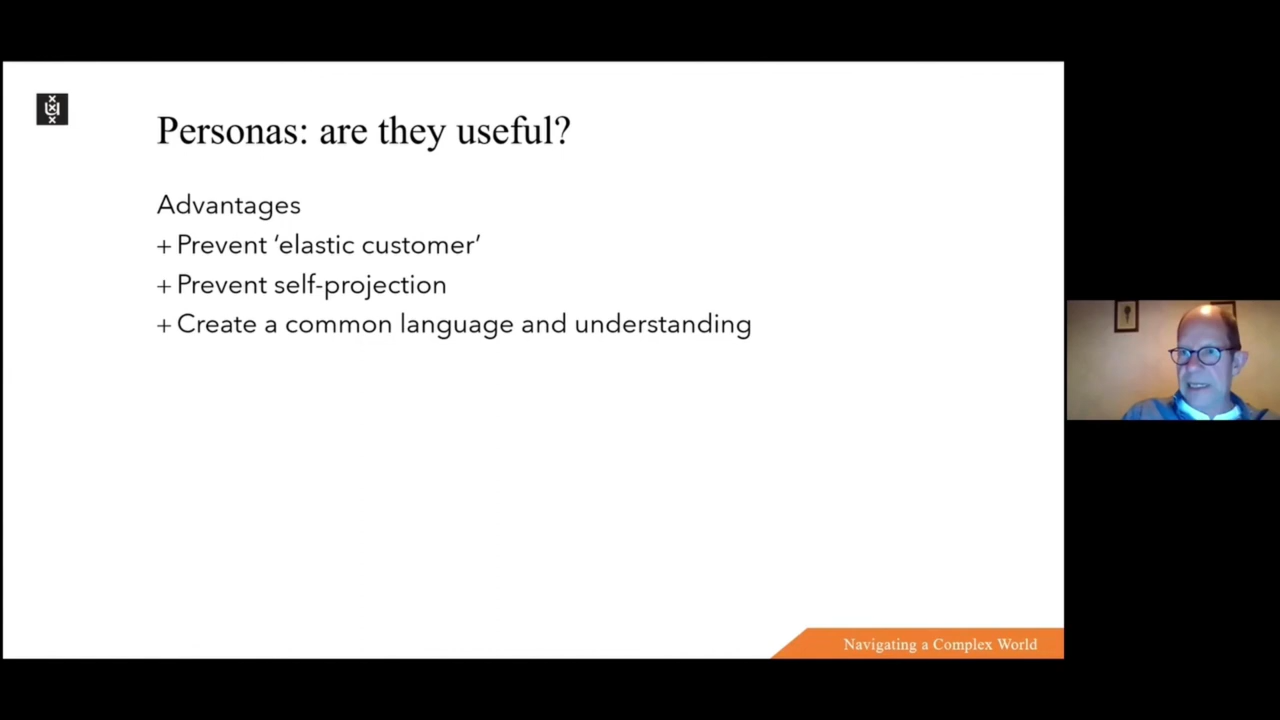 Personas: are they useful?
Advantages
+ Prevent ‘elastic customer’
+ Prevent self-projection
+ Create a common language and understanding
Navigating a Complex World